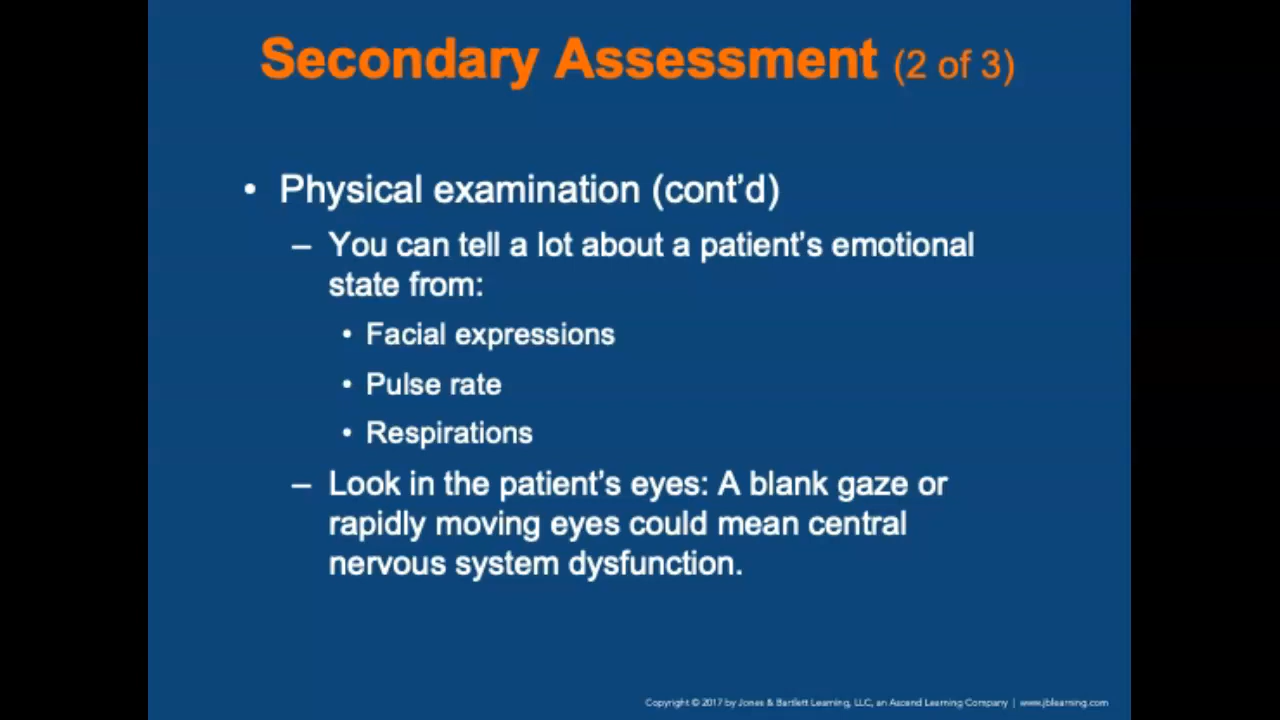 Secondary Assessment (2 of 3)
• Physical examination (cont’d)
– You can tell a lot about a patient’s emotional
state from:
• Facial expressions
• Pulse rate
• Respirations
– Look in the patient’s eyes: A blank gaze or
rapidly moving eyes could mean central
nervous system dysfunction.
Copyright © 2017 by Jones & Bartlett Learning, LLC, an Ascend Learning Company | www.jblearning.com